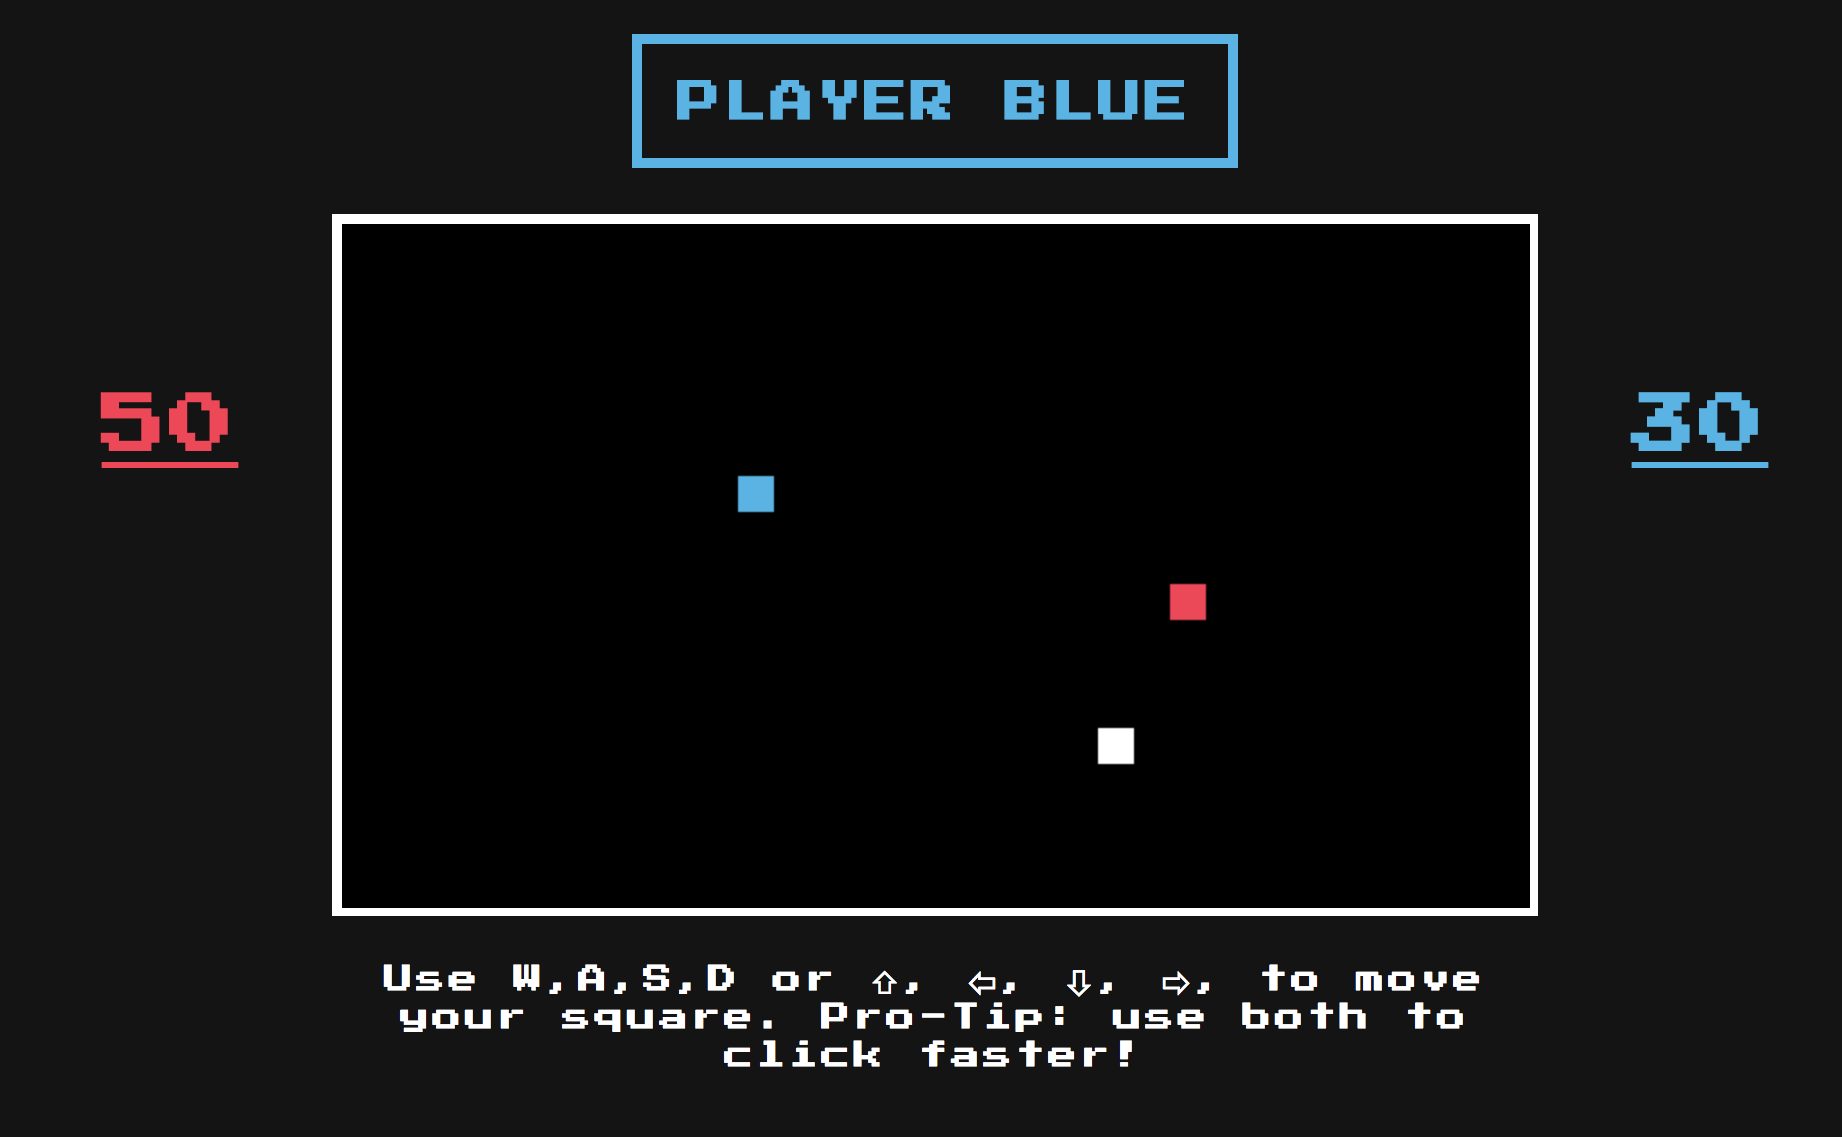 PLAYER BLUE
50
30
Use W,A,S,D or ⇧, ⇦, ⇩, ⇨, to move
your square. Pro-Tip: use both to
click faster!